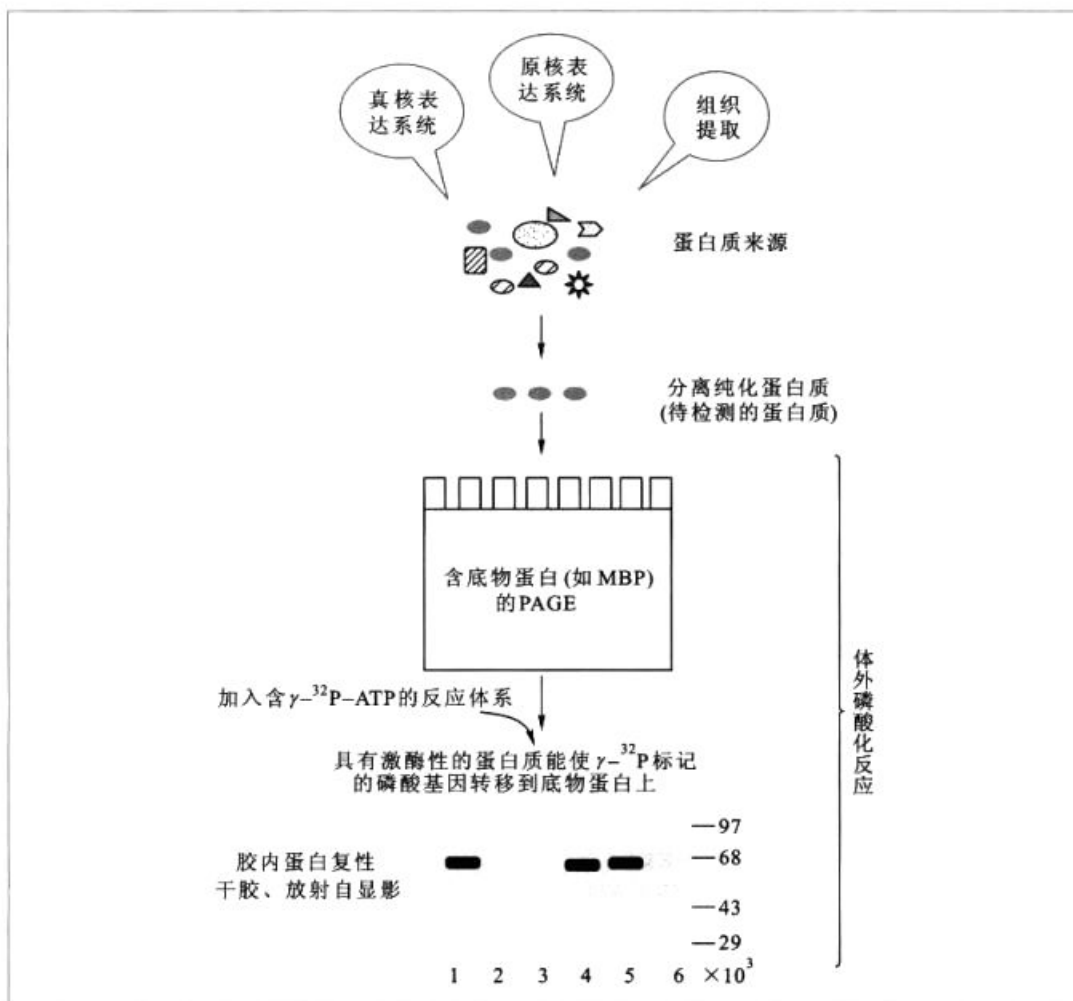 真核表
达系统
原核表
达系统
组织
提取
蛋白质来源
分离纯化蛋白质
(待检测的蛋白质)
含底物蛋白(如MBP)
的PAGE
加入含γ-³²P-ATP的反应体系
具有激酶性的蛋白质能使γ-³²P标记
的磷酸基因转移到底物蛋白上
体外磷酸化反应
胶内蛋白复性
干胶、放射自显影
97
68
43
29
1 2 3 4 5 6 ×10³